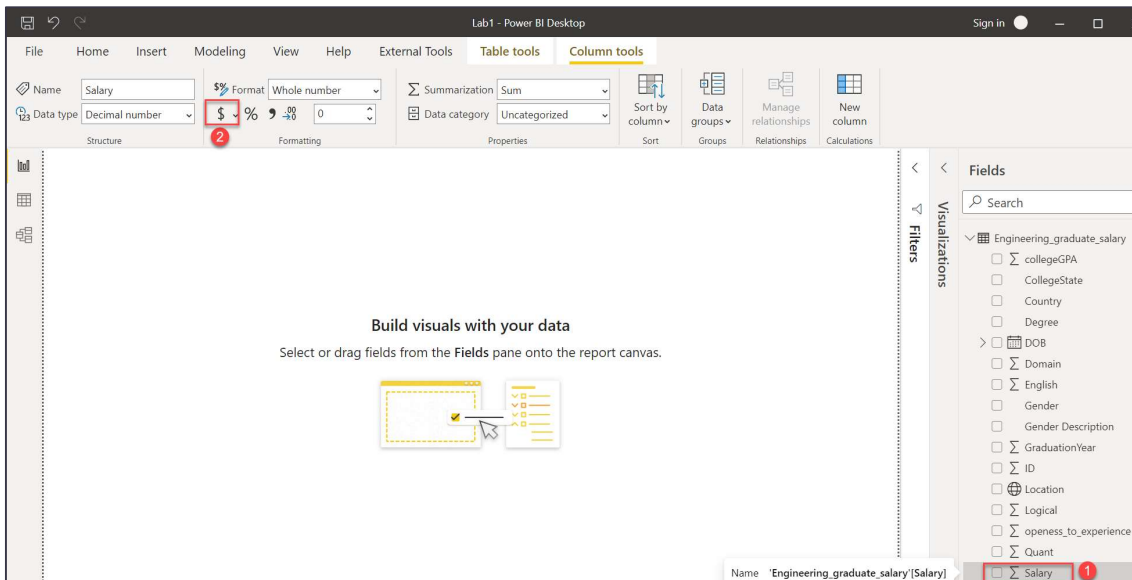 Lab1 - Power BI Desktop
Sign in
File Home Insert Modeling View Help External Tools Table tools Column tools
Name Salary
$% Format Whole number
Σ Summarization Sum
Data type Decimal number
$ % 9 .00 0
Data category Uncategorized
Sort by column
Data groups
Manage relationships
New column
2
Structure Formatting Properties Sort Groups Relationships Calculations
Fields
Search
Filters
Visualizations
Engineering_graduate_salary
Σ collegeGPA
CollegeState
Country
Degree
DOB
Σ Domain
Σ English
Gender
Gender Description
Σ GraduationYear
Σ ID
Location
Σ Logical
Σ openess_to_experience
Σ Quant
Σ Salary 1
Build visuals with your data
Select or drag fields from the Fields pane onto the report canvas.
Name 'Engineering_graduate_salary'[Salary]